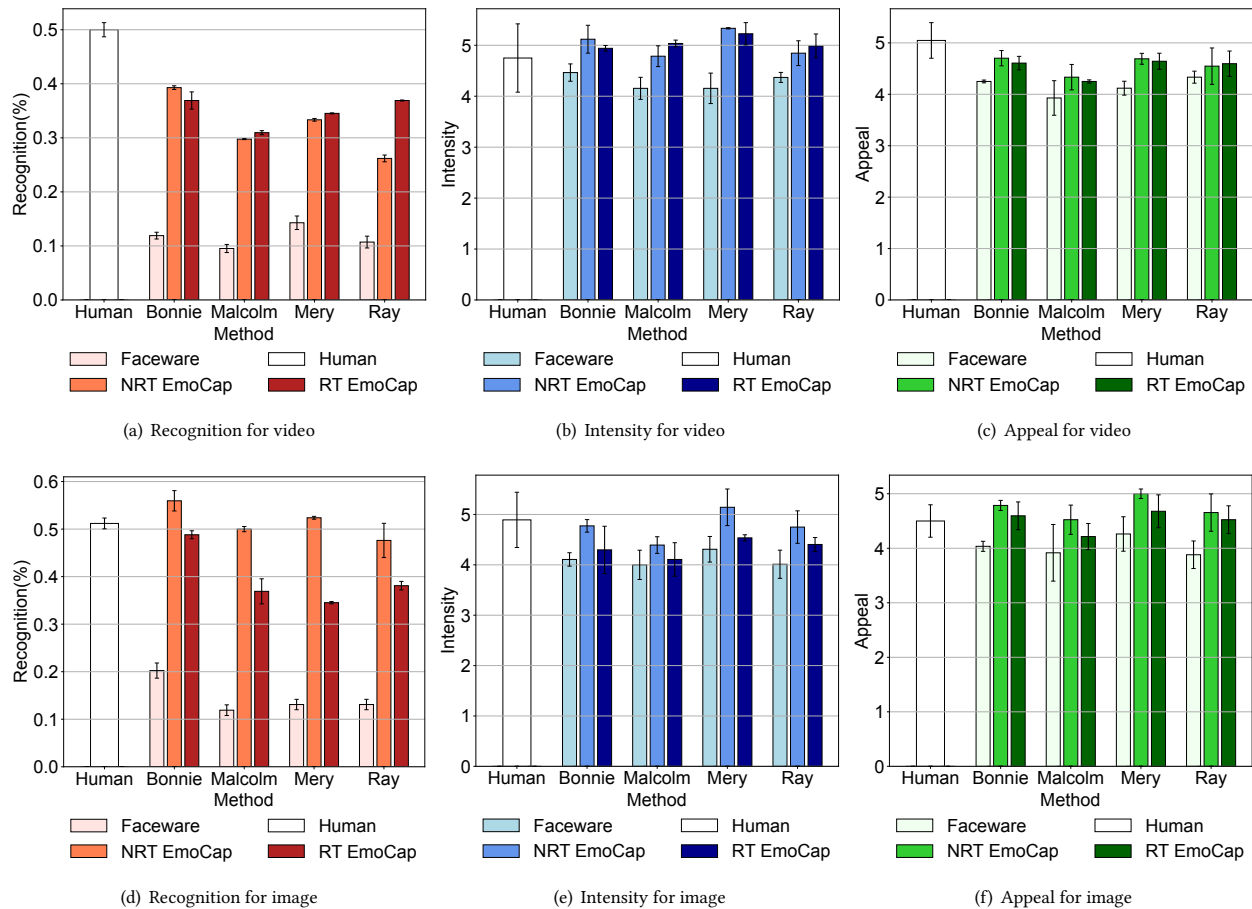 Recognition(%)
0.5
0.4
0.3
0.2
0.1
0.0
Human Bonnie Malcolm Mery Ray
Method
Faceware Human
NRT EmoCap RT EmoCap
(a) Recognition for video
Intensity
5
4
3
2
1
0
Human Bonnie Malcolm Mery Ray
Method
Faceware Human
NRT EmoCap RT EmoCap
(b) Intensity for video
Appeal
5
4
3
2
1
0
Human Bonnie Malcolm Mery Ray
Method
Faceware Human
NRT EmoCap RT EmoCap
(c) Appeal for video
Recognition(%)
0.6
0.5
0.4
0.3
0.2
0.1
0.0
Human Bonnie Malcolm Mery Ray
Method
Faceware Human
NRT EmoCap RT EmoCap
(d) Recognition for image
Intensity
5
4
3
2
1
0
Human Bonnie Malcolm Mery Ray
Method
Faceware Human
NRT EmoCap RT EmoCap
(e) Intensity for image
Appeal
5
4
3
2
1
0
Human Bonnie Malcolm Mery Ray
Method
Faceware Human
NRT EmoCap RT EmoCap
(f) Appeal for image